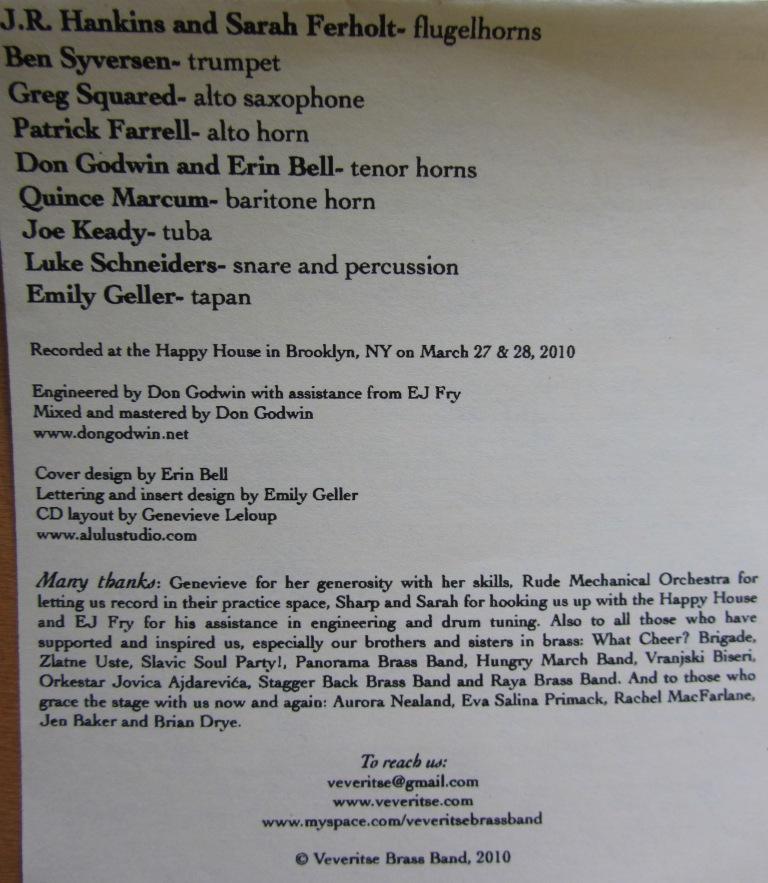 J.R. Hankins and Sarah Ferholt- flugelhorns
Ben Syversen- trumpet
Greg Squared- alto saxophone
Patrick Farrell- alto horn
Don Godwin and Erin Bell- tenor horns
Quince Marcum- baritone horn
Joe Keady- tuba
Luke Schneiders- snare and percussion
Emily Geller- tapan
Recorded at the Happy House in Brooklyn, NY on March 27 & 28, 2010
Engineered by Don Godwin with assistance from EJ Fry
Mixed and mastered by Don Godwin
www.dongodwin.net
Cover design by Erin Bell
Lettering and insert design by Emily Geller
CD layout by Genevieve Leloup
www.alulustudio.com
Many thanks: Genevieve for her generosity with her skills, Rude Mechanical Orchestra for
letting us record in their practice space, Sharp and Sarah for hooking us up with the Happy House
and EJ Fry for his assistance in engineering and drum tuning. Also to all those who have
supported and inspired us, especially our brothers and sisters in brass: What Cheer? Brigade,
Zlatne Uste, Slavic Soul Party!, Panorama Brass Band, Hungry March Band, Vranjski Biseri,
Orkestar Jovica Ajdarevića, Stagger Back Brass Band and Raya Brass Band. And to those who
grace the stage with us now and again: Aurora Nealand, Eva Salina Primack, Rachel MacFarlane,
Jen Baker and Brian Drye.
To reach us:
veveritse@gmail.com
www.veveritse.com
www.myspace.com/veveritsebrassband
© Veveritse Brass Band, 2010